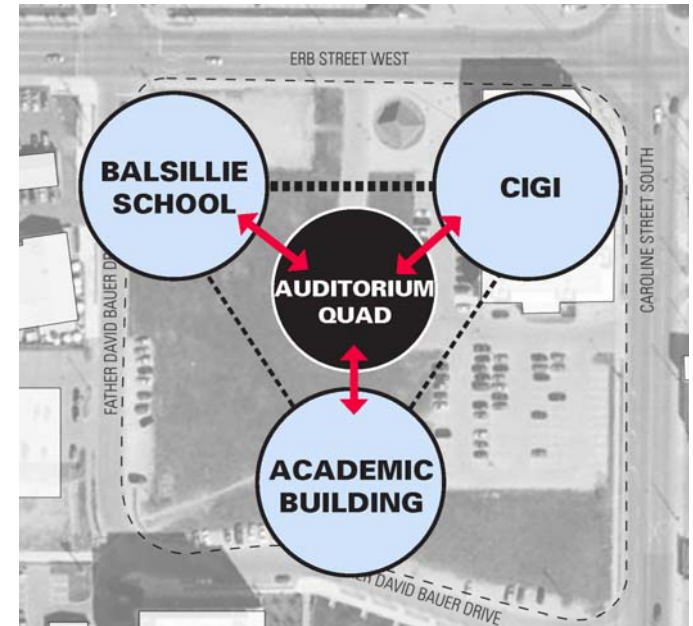 ERB STREET WEST
BALSILLIE
SCHOOL
CIGI
CAROLINE STREET SOUTH
AUDITORIUM
QUAD
FATHER DAVID BAUER
ACADEMIC
BUILDING
DAVID BAUER DRIVE